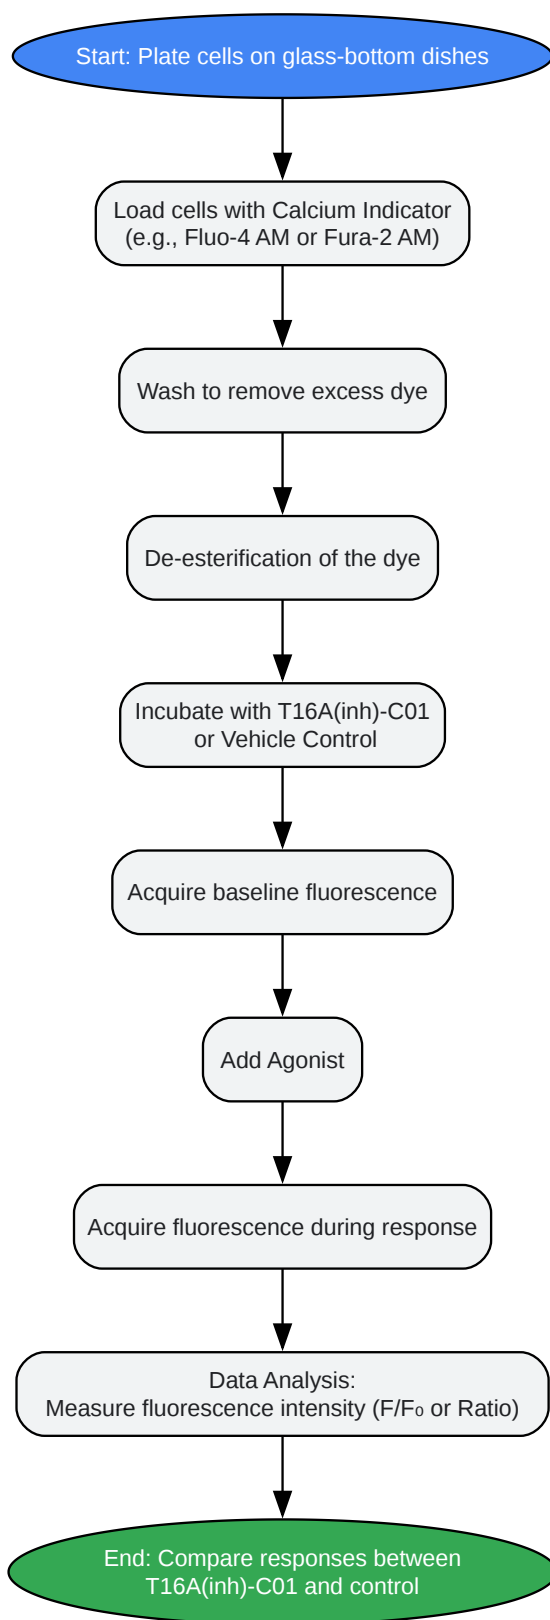 Start: Plate cells on glass-bottom dishes
Load cells with Calcium Indicator
(e.g., Fluo-4 AM or Fura-2 AM)
Wash to remove excess dye
De-esterification of the dye
Incubate with T16A(inh)-C01
or Vehicle Control
Acquire baseline fluorescence
Add Agonist
Acquire fluorescence during response
Data Analysis:
Measure fluorescence intensity (F/F₀ or Ratio)
End: Compare responses between
T16A(inh)-C01 and control